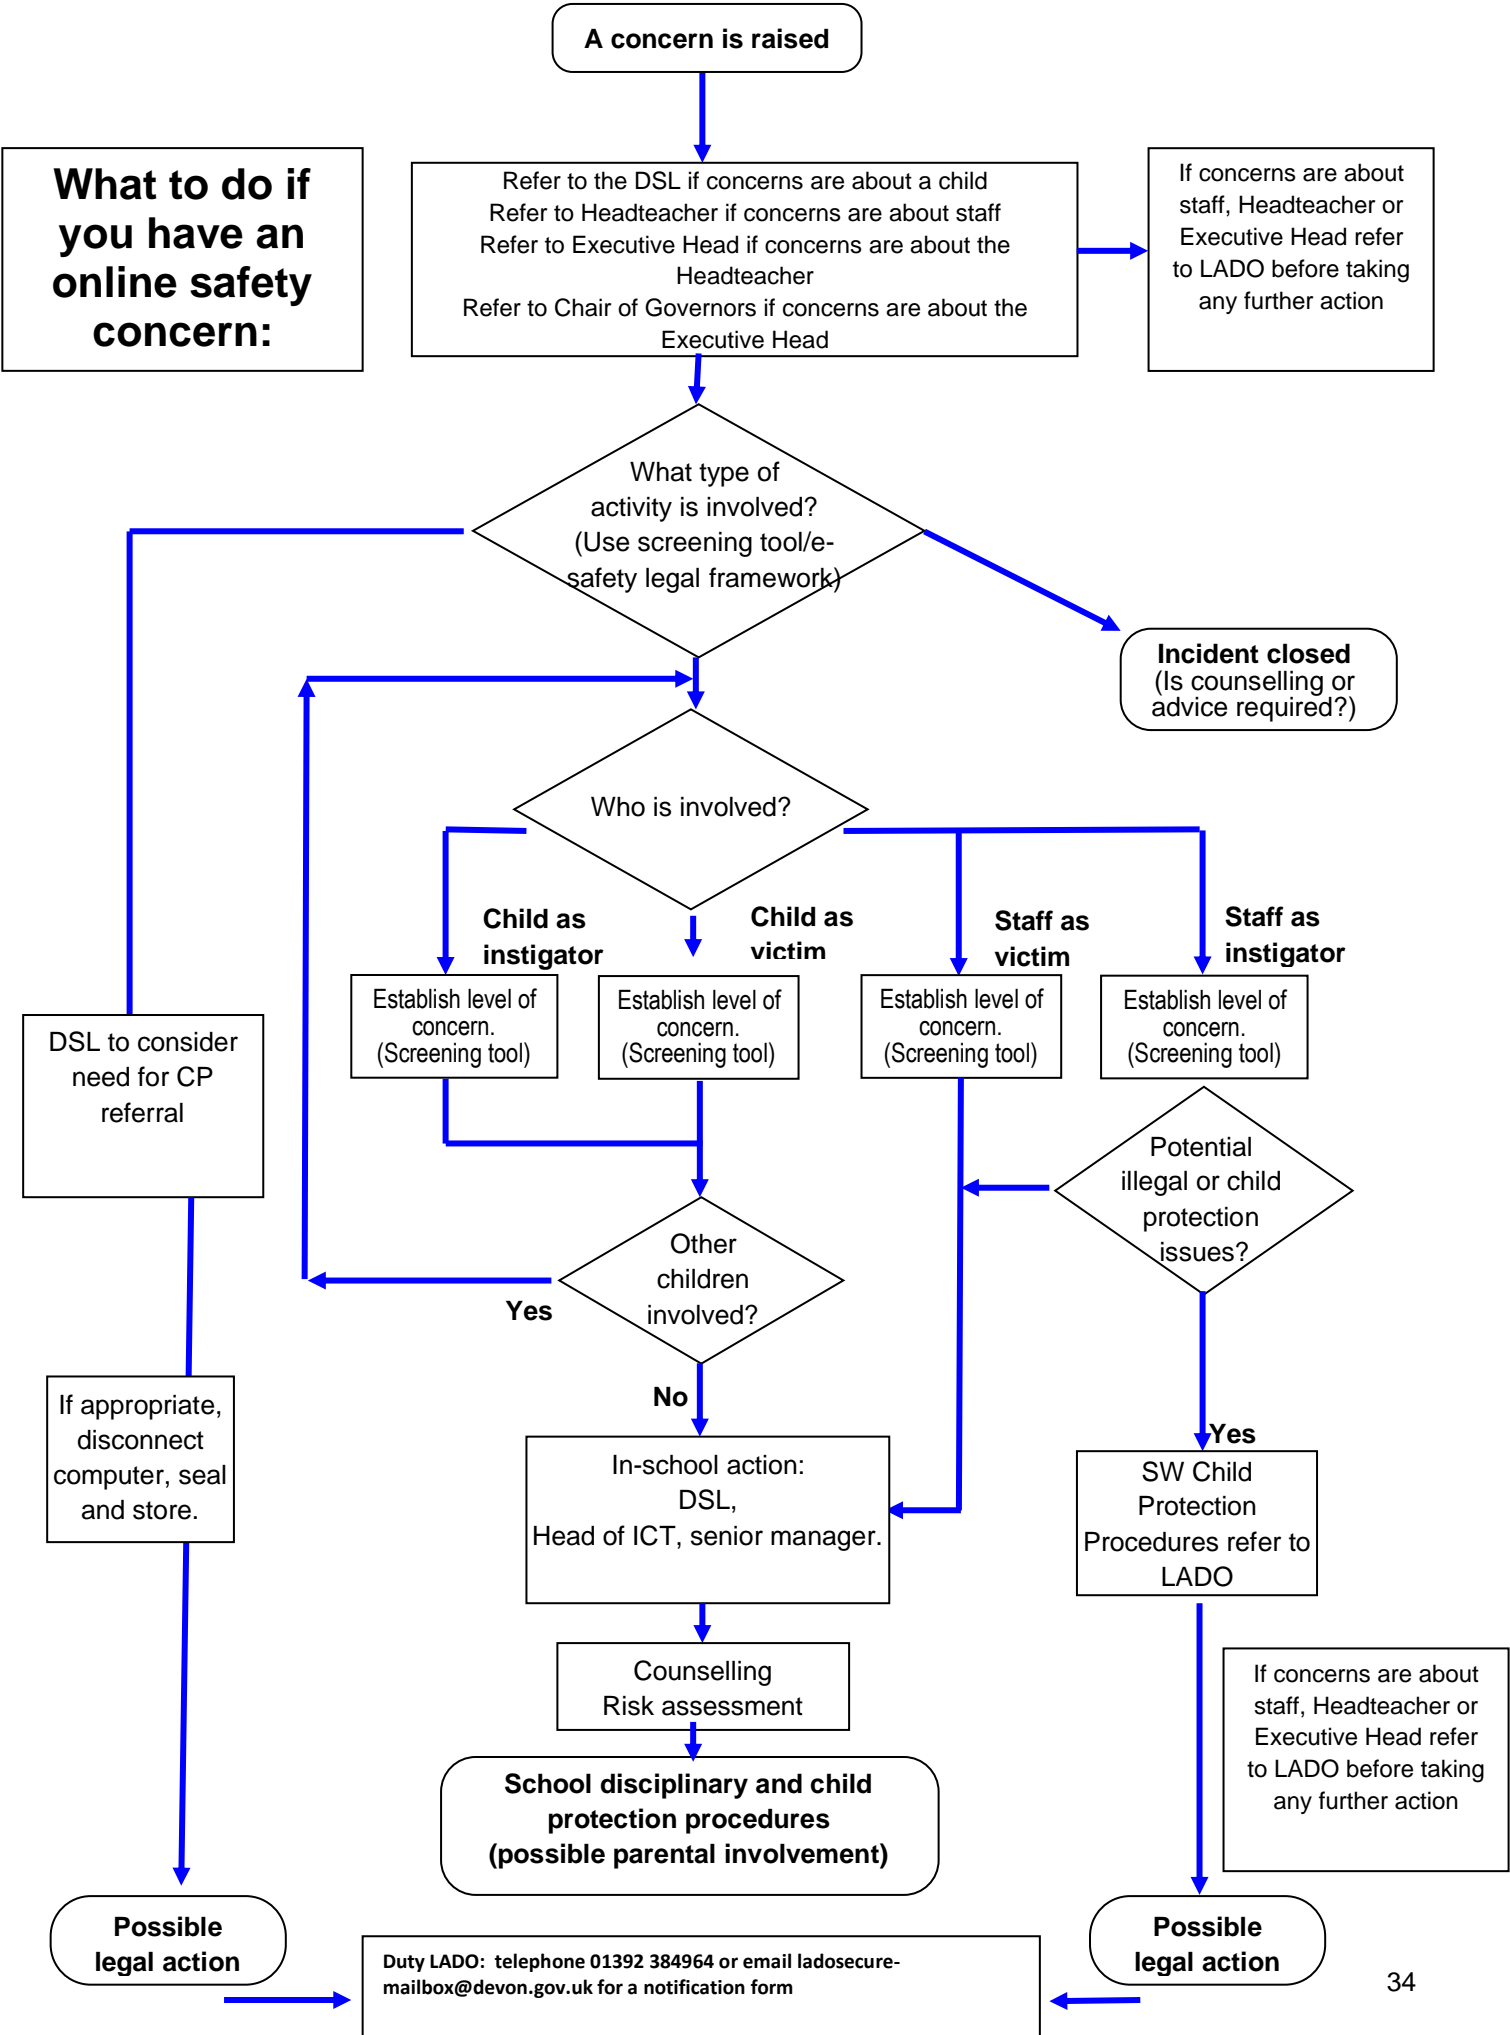 A concern is raised
What to do if
you have an
online safety
concern:
Refer to the DSL if concerns are about a child
Refer to Headteacher if concerns are about staff
Refer to Executive Head if concerns are about the
Headteacher
Refer to Chair of Governors if concerns are about the
Executive Head
If concerns are about
staff, Headteacher or
Executive Head refer
to LADO before taking
any further action
What type of
activity is involved?
(Use screening tool/e-
safety legal framework)
Incident closed
(Is counselling or
advice required?)
Who is involved?
Child as
instigator
Child as
victim
Staff as
victim
Staff as
instigator
Establish level of
concern.
(Screening tool)
Establish level of
concern.
(Screening tool)
Establish level of
concern.
(Screening tool)
Establish level of
concern.
(Screening tool)
DSL to consider
need for CP
referral
Potential
illegal or child
protection
issues?
Other
children
involved?
Yes
No
If appropriate,
disconnect
computer, seal
and store.
In-school action:
DSL,
Head of ICT, senior manager.
Yes
SW Child
Protection
Procedures refer to
LADO
Counselling
Risk assessment
If concerns are about
staff, Headteacher or
Executive Head refer
to LADO before taking
any further action
School disciplinary and child
protection procedures
(possible parental involvement)
Possible
legal action
Possible
legal action
Duty LADO: telephone 01392 384964 or email ladosecure-
mailbox@devon.gov.uk for a notification form
34